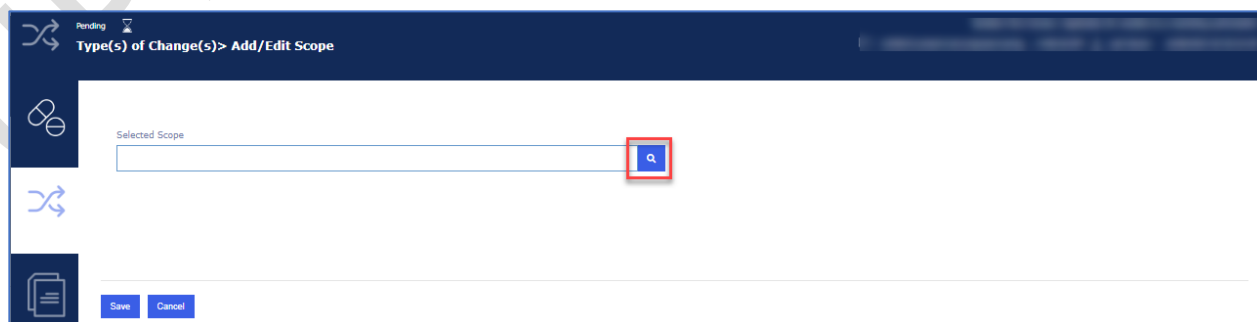 Pending
Type(s) of Change(s)> Add/Edit Scope
Selected Scope
Save Cancel